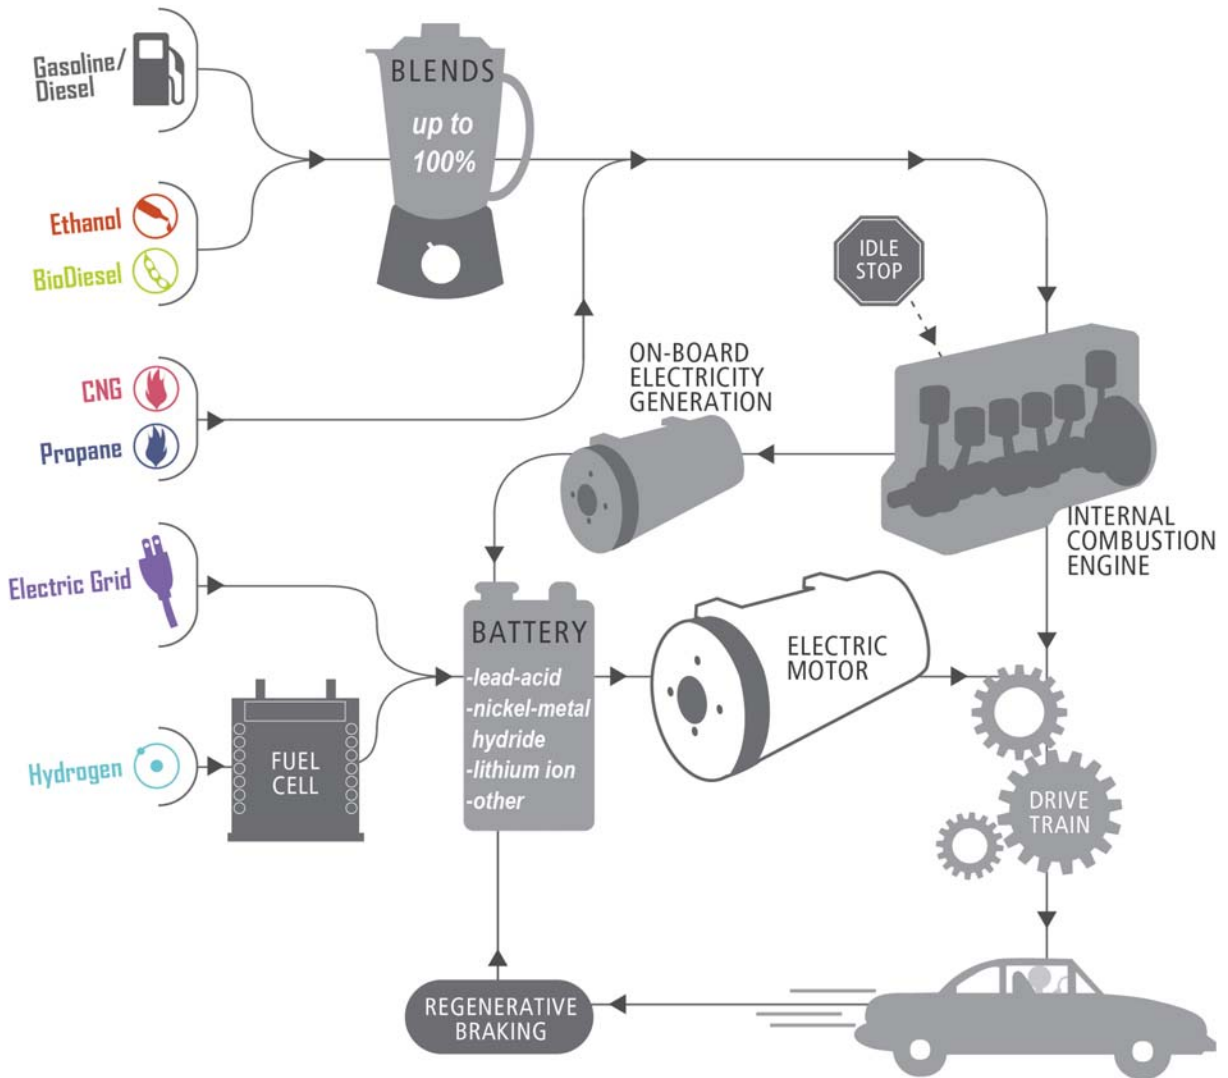 Gasoline/
Diesel
BLENDS
up to
100%
Ethanol
BioDiesel
IDLE
STOP
CNG
Propane
ON-BOARD
ELECTRICITY
GENERATION
INTERNAL
COMBUSTION
ENGINE
Electric Grid
BATTERY
-lead-acid
-nickel-metal
hydride
-lithium ion
-other
ELECTRIC
MOTOR
Hydrogen
FUEL
CELL
DRIVE
TRAIN
REGENERATIVE
BRAKING